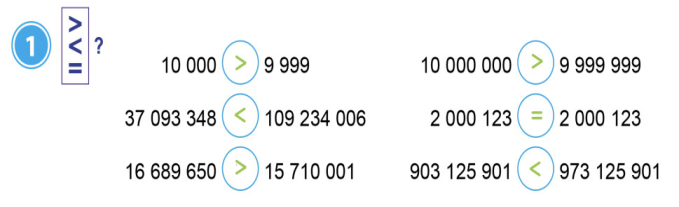 1 > < = ?
10 000 > 9 999
10 000 000 > 9 999 999
37 093 348 < 109 234 006
2 000 123 = 2 000 123
16 689 650 > 15 710 001
903 125 901 < 973 125 901